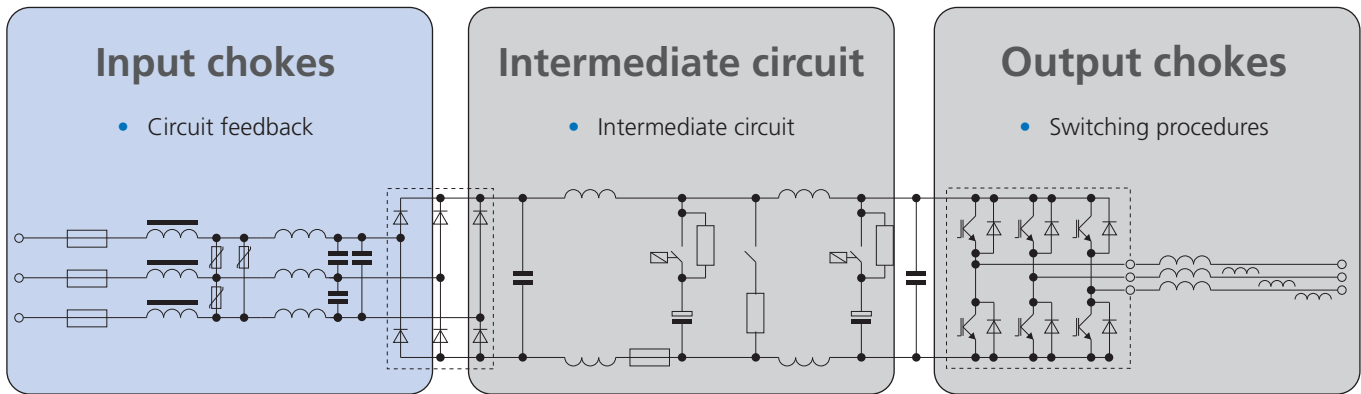 Input chokes
• Circuit feedback
Intermediate circuit
• Intermediate circuit
Output chokes
• Switching procedures